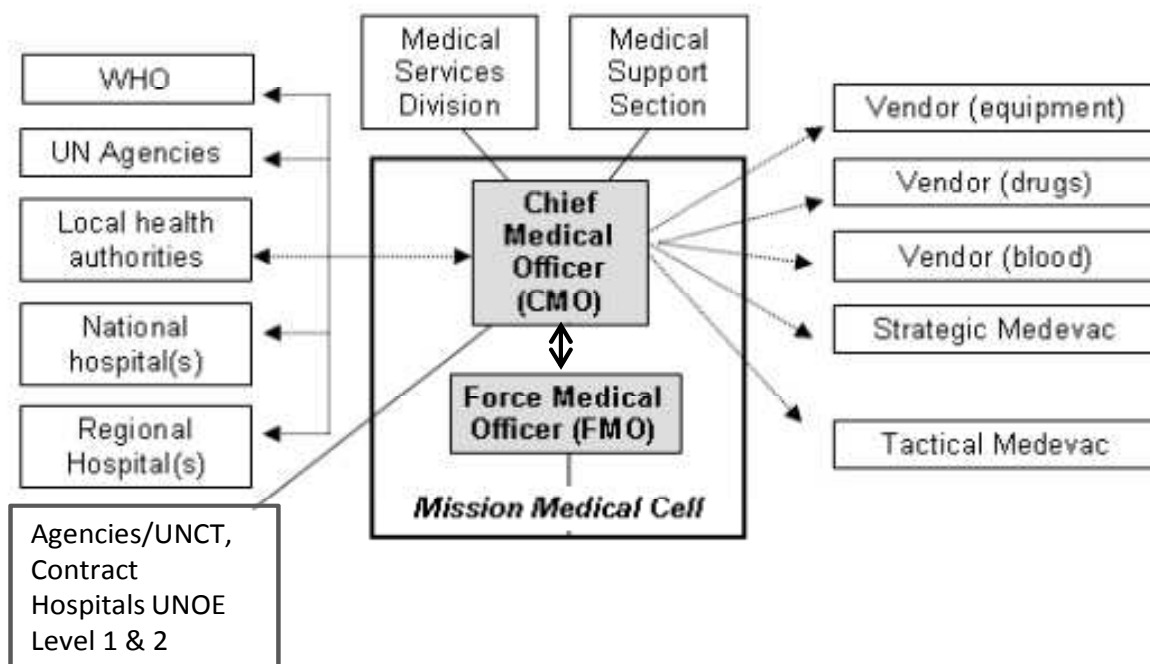 Medical
Services
Division
Medical
Support
Section
WHO
UN Agencies
Local health
authorities
National
hospital(s)
Regional
Hospital(s)
Agencies/UNCT,
Contract
Hospitals UNOE
Level 1 & 2
Chief
Medical
Officer
(CMO)
Force Medical
Officer (FMO)
Mission Medical Cell
Vendor (equipment)
Vendor (drugs)
Vendor (blood)
Strategic Medevac
Tactical Medevac